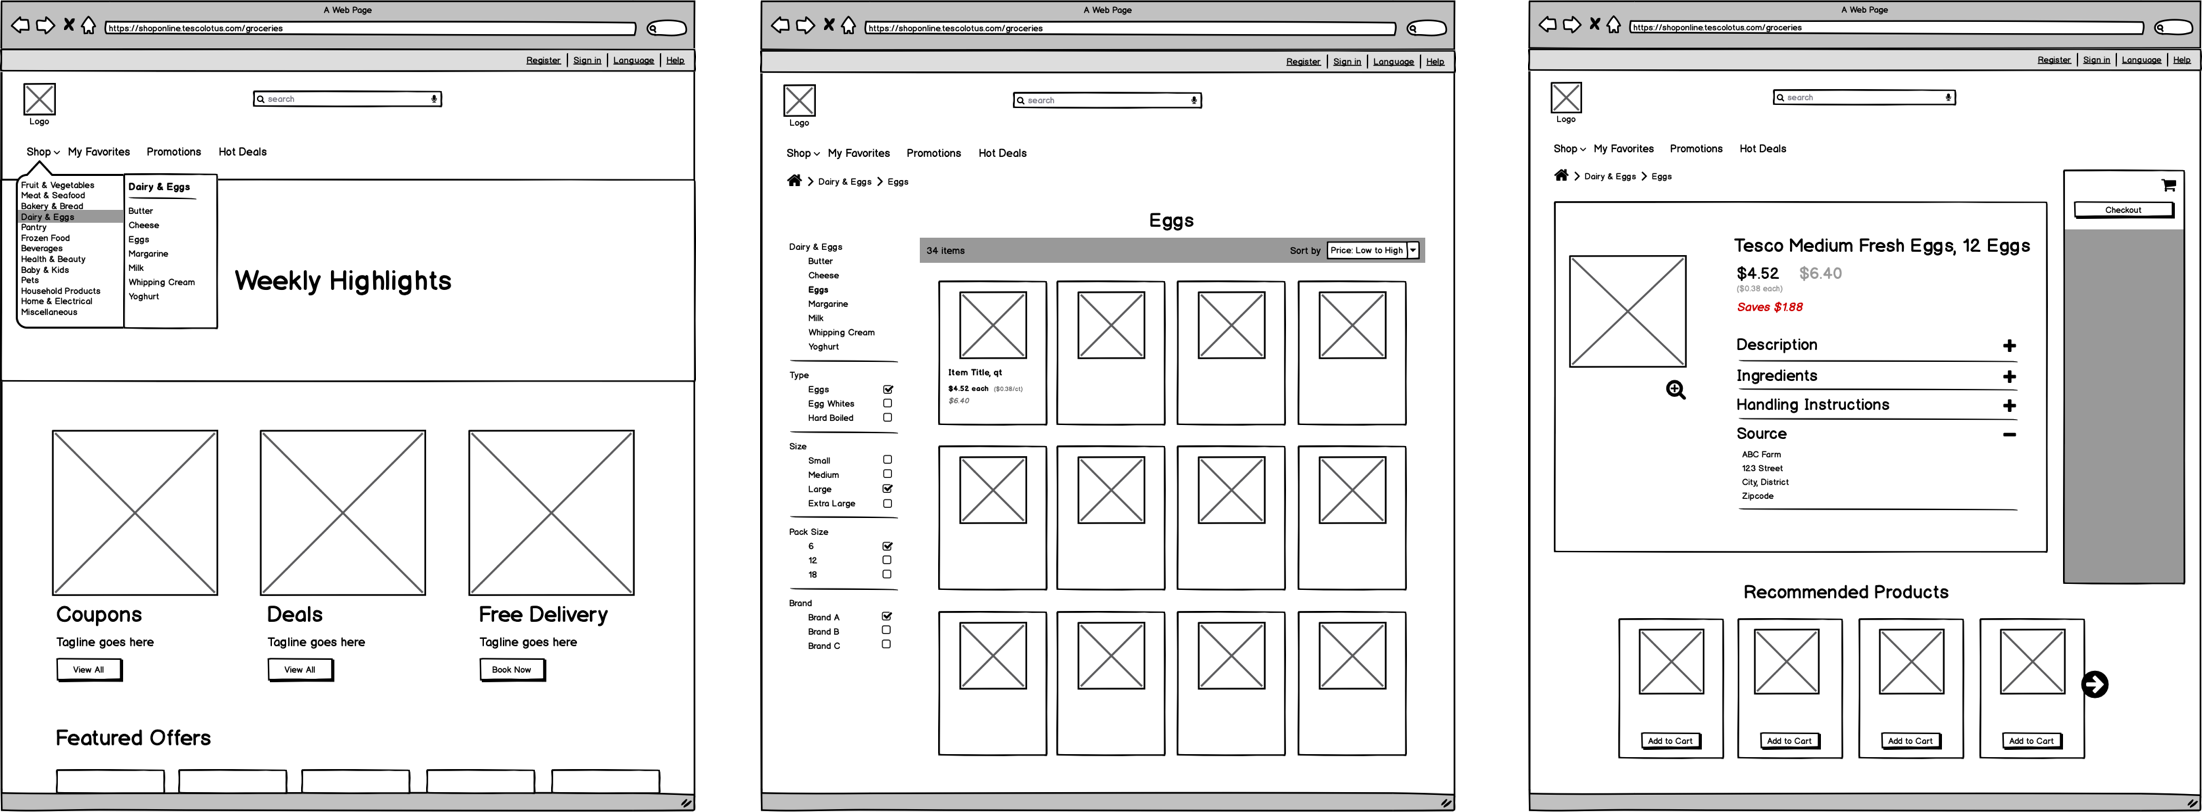 A Web Page
https://shoponline.tescolotus.com/groceries
Register Sign in Language Help
search
Logo
Shop My Favorites Promotions Hot Deals
Fruit & Vegetables
Meat & Seafood
Bakery & Bread
Dairy & Eggs
Pantry
Frozen Food
Beverages
Health & Beauty
Baby & Kids
Pets
Household Products
Home & Electrical
Miscellaneous
Dairy & Eggs
Butter
Cheese
Eggs
Margarine
Milk
Whipping Cream
Yoghurt
Weekly Highlights
Coupons
Tagline goes here
View All
Deals
Tagline goes here
View All
Free Delivery
Tagline goes here
Book Now
Featured Offers
A Web Page
https://shoponline.tescolotus.com/groceries
Register Sign in Language Help
search
Logo
Shop My Favorites Promotions Hot Deals
Dairy & Eggs Eggs
Eggs
34 items Sort by Price: Low to High
Dairy & Eggs
Butter
Cheese
Eggs
Margarine
Milk
Whipping Cream
Yoghurt
Type
Eggs
Egg Whites
Hard Boiled
Size
Small
Medium
Large
Extra Large
Pack Size
6
12
18
Brand
Brand A
Brand B
Brand C
Item Title, qt
$4.52 each ($0.38/ct)
$6.40
A Web Page
https://shoponline.tescolotus.com/groceries
Register Sign in Language Help
search
Logo
Shop My Favorites Promotions Hot Deals
Dairy & Eggs Eggs
Checkout
Tesco Medium Fresh Eggs, 12 Eggs
$4.52 $6.40
($0.38 each)
Saves $1.88
Description
Ingredients
Handling Instructions
Source
ABC Farm
123 Street
City, District
Zipcode
Recommended Products
Add to Cart Add to Cart Add to Cart Add to Cart